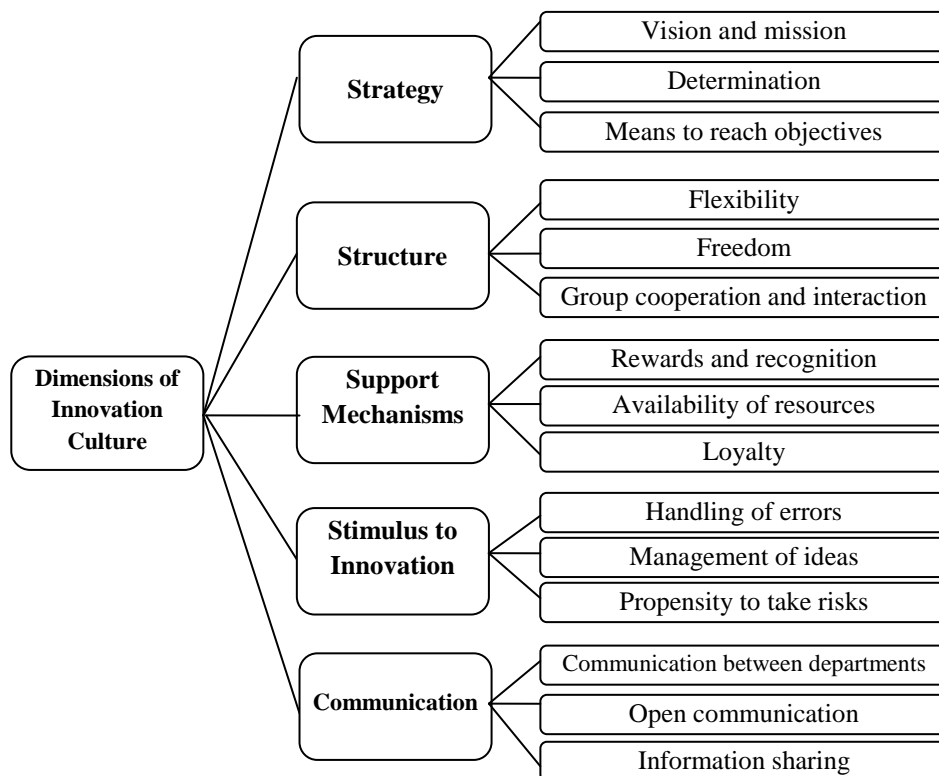 Dimensions of
Innovation
Culture
Strategy
Vision and mission
Determination
Means to reach objectives
Structure
Flexibility
Freedom
Group cooperation and interaction
Support
Mechanisms
Rewards and recognition
Availability of resources
Loyalty
Stimulus to
Innovation
Handling of errors
Management of ideas
Propensity to take risks
Communication
Communication between departments
Open communication
Information sharing